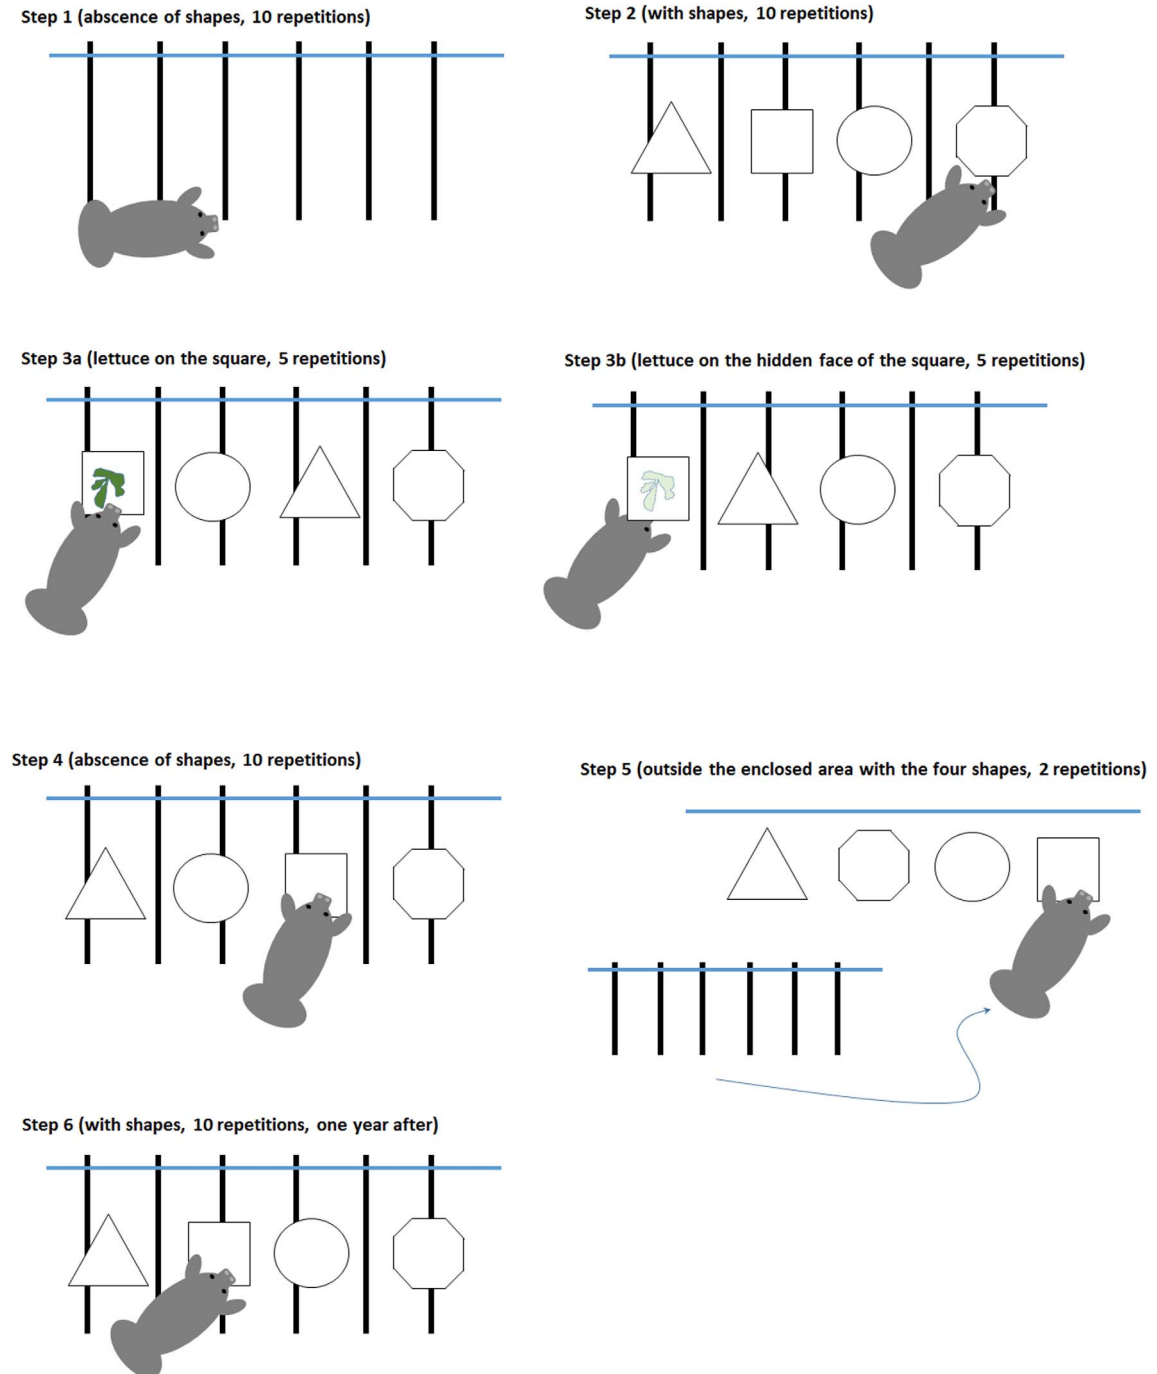 Step 1 (abscence of shapes, 10 repetitions)
Step 2 (with shapes, 10 repetitions)
Step 3a (lettuce on the square, 5 repetitions)
Step 3b (lettuce on the hidden face of the square, 5 repetitions)
Step 4 (abscence of shapes, 10 repetitions)
Step 5 (outside the enclosed area with the four shapes, 2 repetitions)
Step 6 (with shapes, 10 repetitions, one year after)